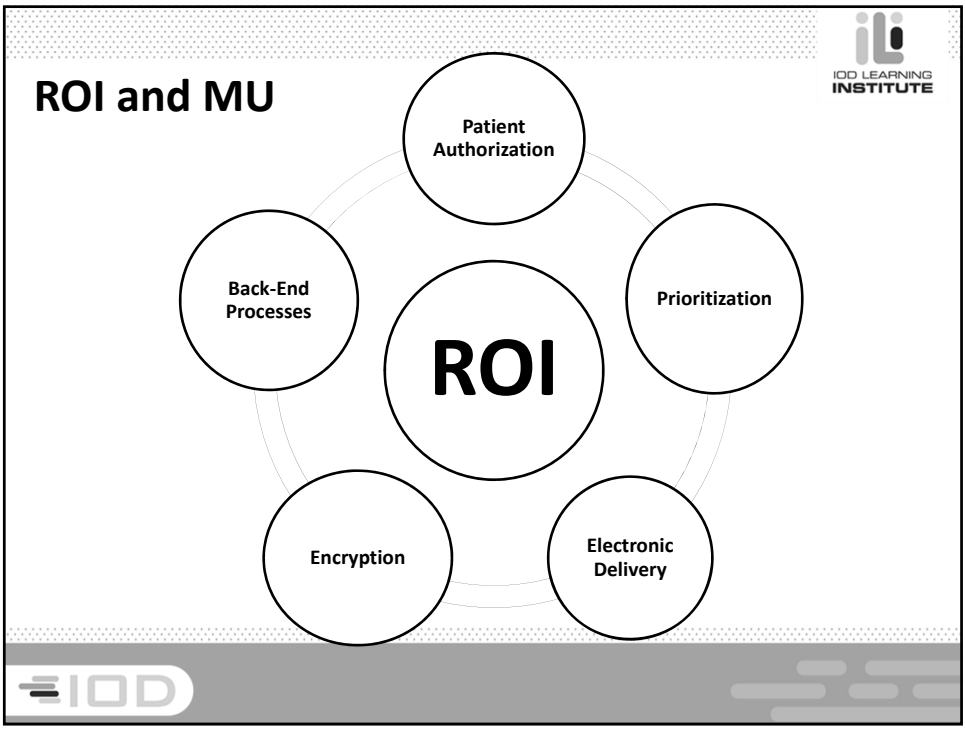 ROI and MU
IOD LEARNING
INSTITUTE
Patient
Authorization
Back-End
Processes
Prioritization
ROI
Encryption
Electronic
Delivery
IOD